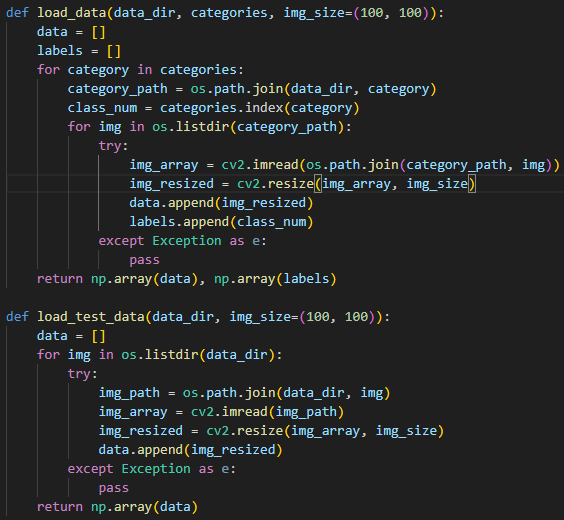 def load_data(data_dir, categories, img_size=(100, 100)):
    data = []
    labels = []
    for category in categories:
        category_path = os.path.join(data_dir, category)
        class_num = categories.index(category)
        for img in os.listdir(category_path):
            try:
                img_array = cv2.imread(os.path.join(category_path, img))
                img_resized = cv2.resize(img_array, img_size)
                data.append(img_resized)
                labels.append(class_num)
            except Exception as e:
                pass
    return np.array(data), np.array(labels)

def load_test_data(data_dir, img_size=(100, 100)):
    data = []
    for img in os.listdir(data_dir):
        try:
            img_path = os.path.join(data_dir, img)
            img_array = cv2.imread(img_path)
            img_resized = cv2.resize(img_array, img_size)
            data.append(img_resized)
        except Exception as e:
            pass
    return np.array(data)